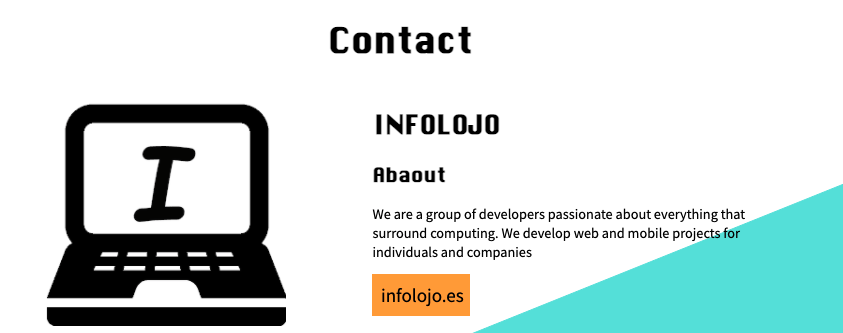 Contact
I
INFOLOJO
Abaout
We are a group of developers passionate about everything that
surround computing. We develop web and mobile projects for
individuals and companies
infolojo.es